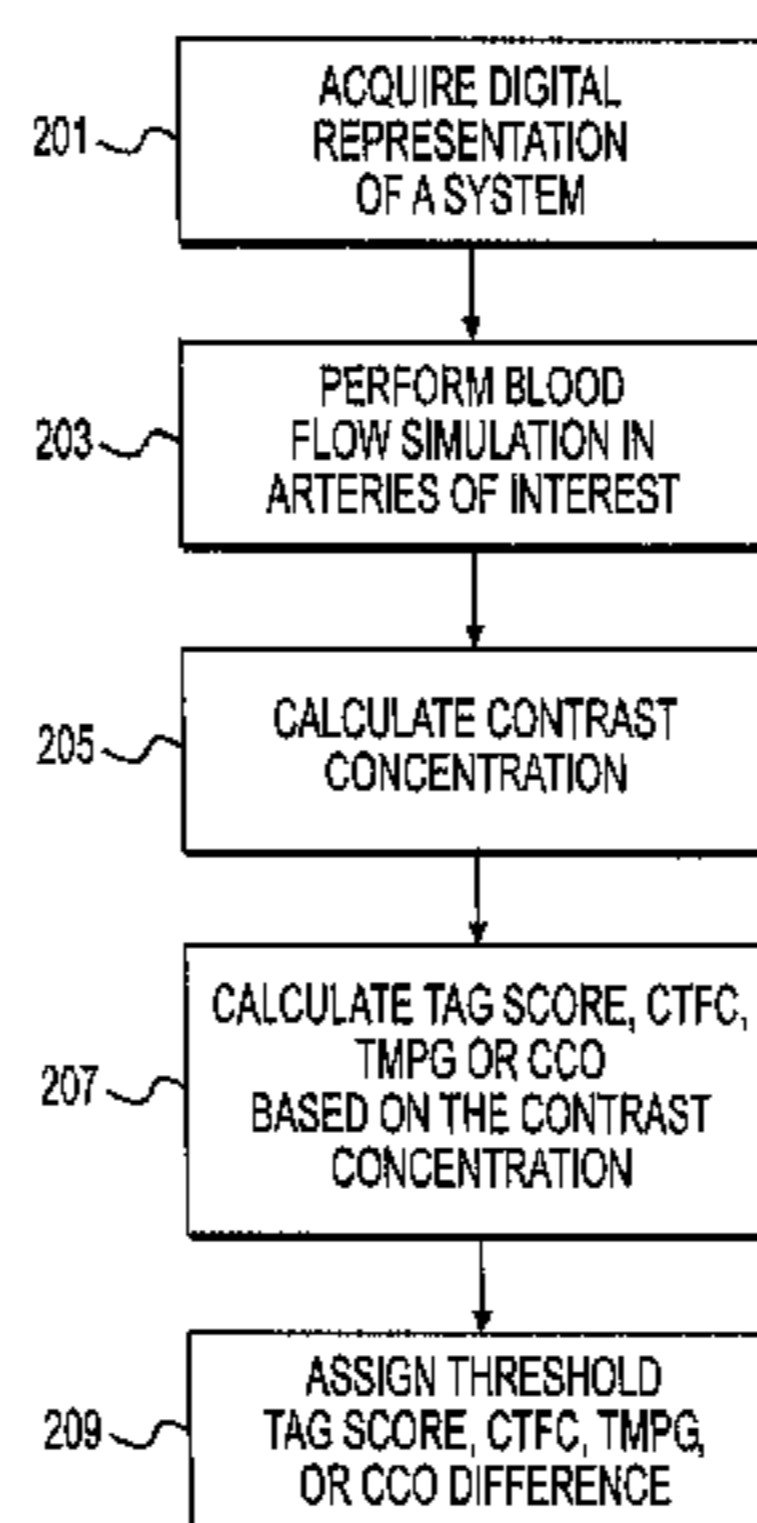 ACQUIRE DIGITAL
REPRESENTATION
OF A SYSTEM
201
PERFORM BLOOD
FLOW SIMULATION IN
ARTERIES OF INTEREST
203
CALCULATE CONTRAST
CONCENTRATION
205
CALCULATE TAG SCORE, CTFC,
TMPG OR CCO
BASED ON THE CONTRAST
CONCENTRATION
207
ASSIGN THRESHOLD
TAG SCORE, CTFC, TMPG,
OR CCO DIFFERENCE
209